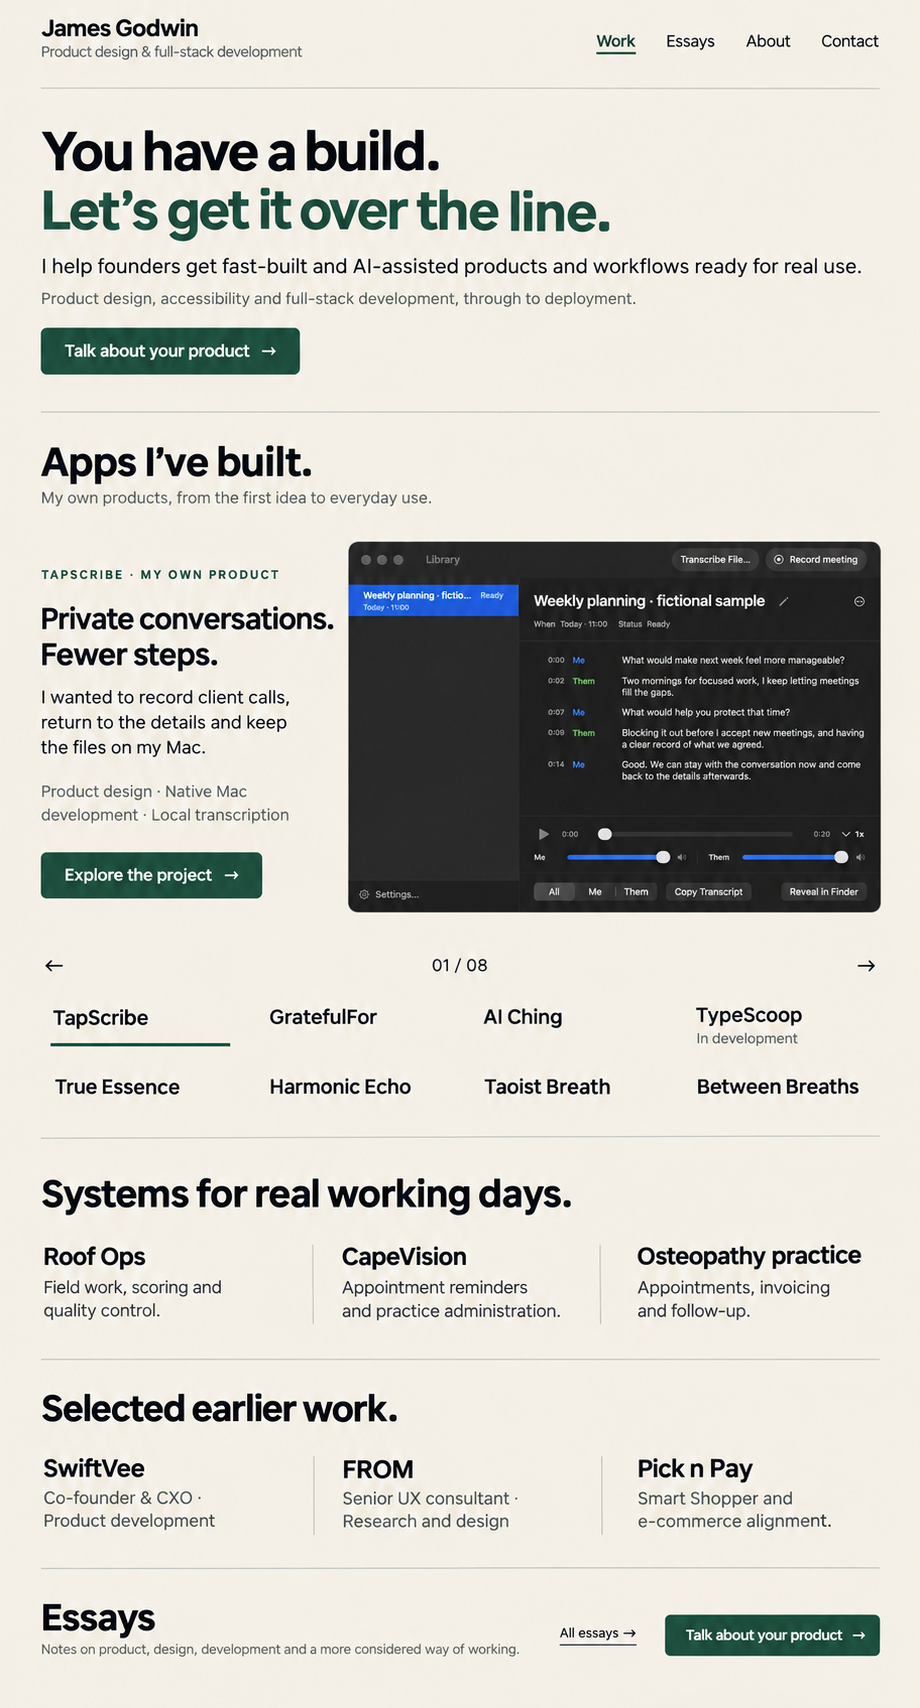 James Godwin
Product design & full-stack development
Work
Essays
About
Contact
You have a build.
Let's get it over the line.
I help founders get fast-built and AI-assisted products and workflows ready for real use.
Product design, accessibility and full-stack development, through to deployment.
Talk about your product →
Apps I've built.
My own products, from the first idea to everyday use.
TAPSCRIBE · MY OWN PRODUCT
Private conversations.
Fewer steps.
I wanted to record client calls,
return to the details and keep
the files on my Mac.
Product design · Native Mac
development · Local transcription
Explore the project →
Library
Transcribe File...
Record meeting
Weekly planning · fictio... Ready
Today · 11:00
Weekly planning · fictional sample
When Today · 11:00 Status Ready
0:00 Me What would make next week feel more manageable?
0:02 Them Two mornings for focused work, I keep letting meetings
fill the gaps.
0:07 Me What would help you protect that time?
0:09 Them Blocking it out before I accept new meetings, and having
a clear record of what we agreed.
0:14 Me Good. We can stay with the conversation now and come
back to the details afterwards.
0:00
0:20
1x
Me
Them
Settings...
All
Me
Them
Copy Transcript
Reveal in Finder
← 01 / 08 →
TapScribe
GratefulFor
AI Ching
TypeScoop
In development
True Essence
Harmonic Echo
Taoist Breath
Between Breaths
Systems for real working days.
Roof Ops
Field work, scoring and
quality control.
CapeVision
Appointment reminders
and practice administration.
Osteopathy practice
Appointments, invoicing
and follow-up.
Selected earlier work.
SwiftVee
Co-founder & CXO ·
Product development
FROM
Senior UX consultant ·
Research and design
Pick n Pay
Smart Shopper and
e-commerce alignment.
Essays
Notes on product, design, development and a more considered way of working.
All essays →
Talk about your product →